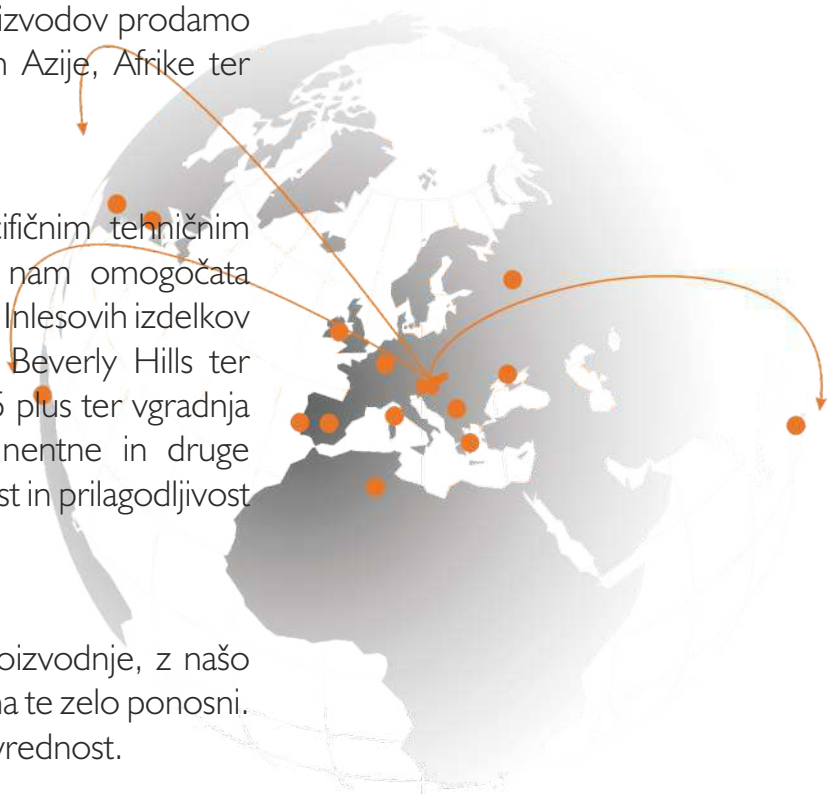 izvodov prodamo
Azije, Afrike ter
ifičnim tehničnim
nam omogočata
Inlesovih izdelkov
Beverly Hills ter
plus ter vgradnja
nentne in druge
st in prilagodljivost
oizvodnje, z našo
na te zelo ponosni.
vrednost.